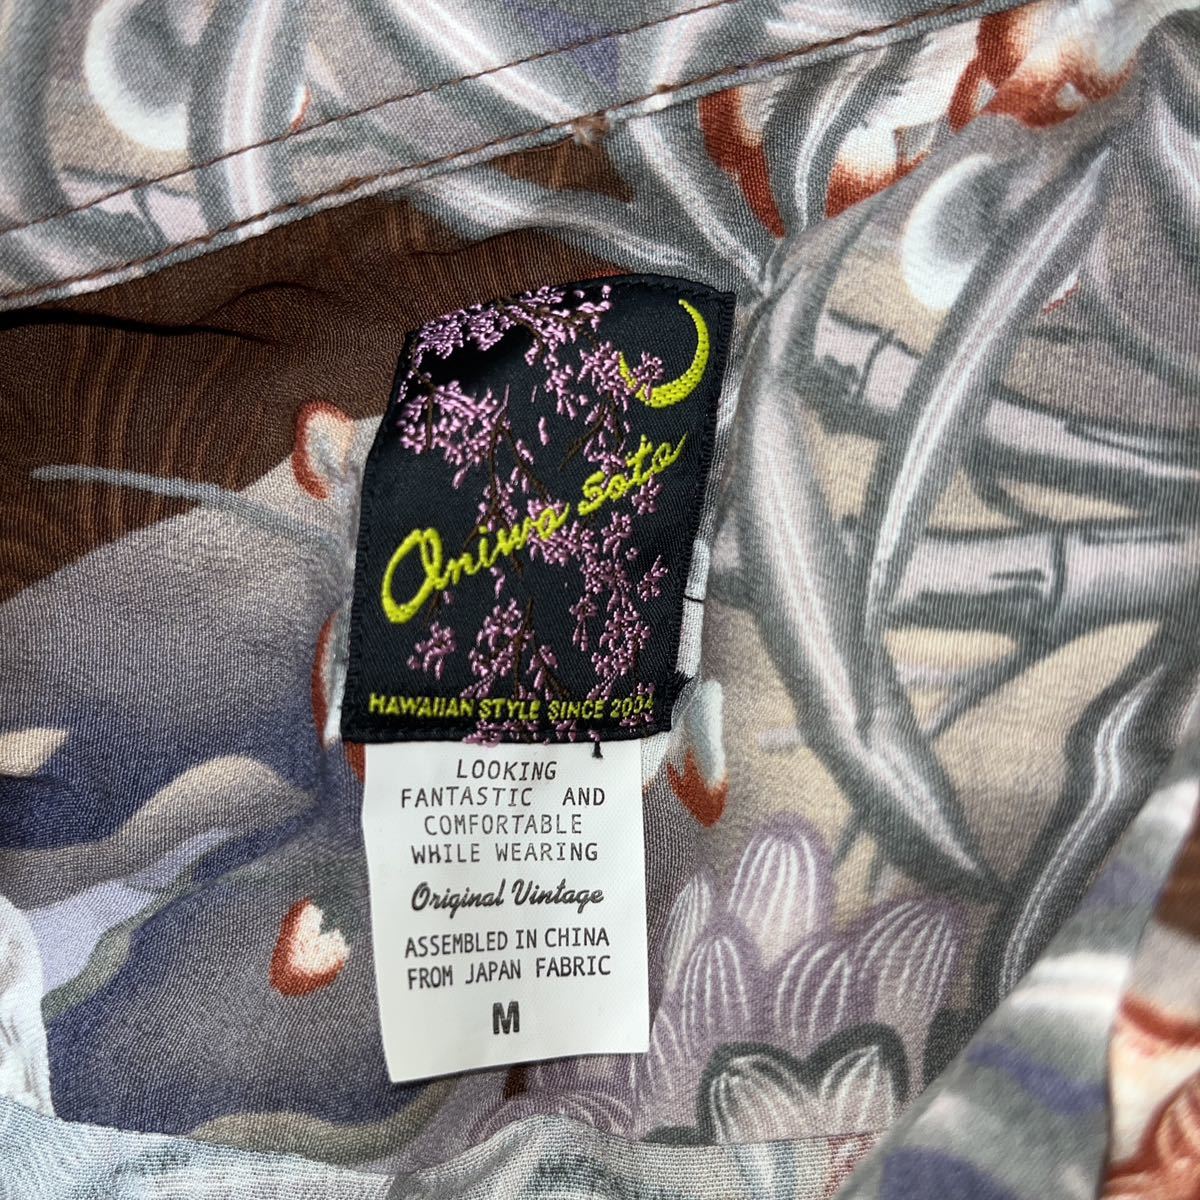 Oniwa Sato
HAWAIIAN STYLE SINCE 2004
LOOKING
FANTASTIC AND
COMFORTABLE
WHILE WEARING
Original Vintage
ASSEMBLED IN CHINA
FROM JAPAN FABRIC
M